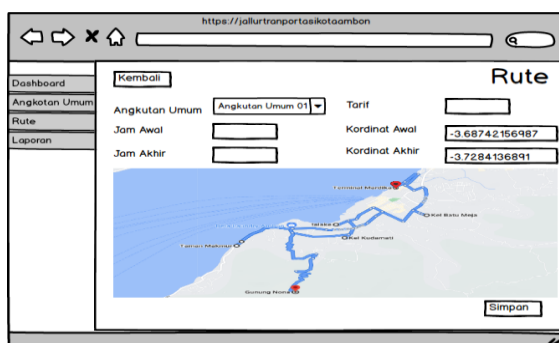 https://jallurtranportasikotaambon
Dashboard
Angkotan Umum
Rute
Laporan
Kembali
Rute
Angkutan Umum
Angkutan Umum 01
Tarif
Jam Awal
Kordinat Awal
-3.68742156987
Jam Akhir
Kordinat Akhir
-3.7284136891
Terminal Mardika
Kel Batu Meja
Kel Kudamati
Taman Makmur
Gunung Nona
Simpan